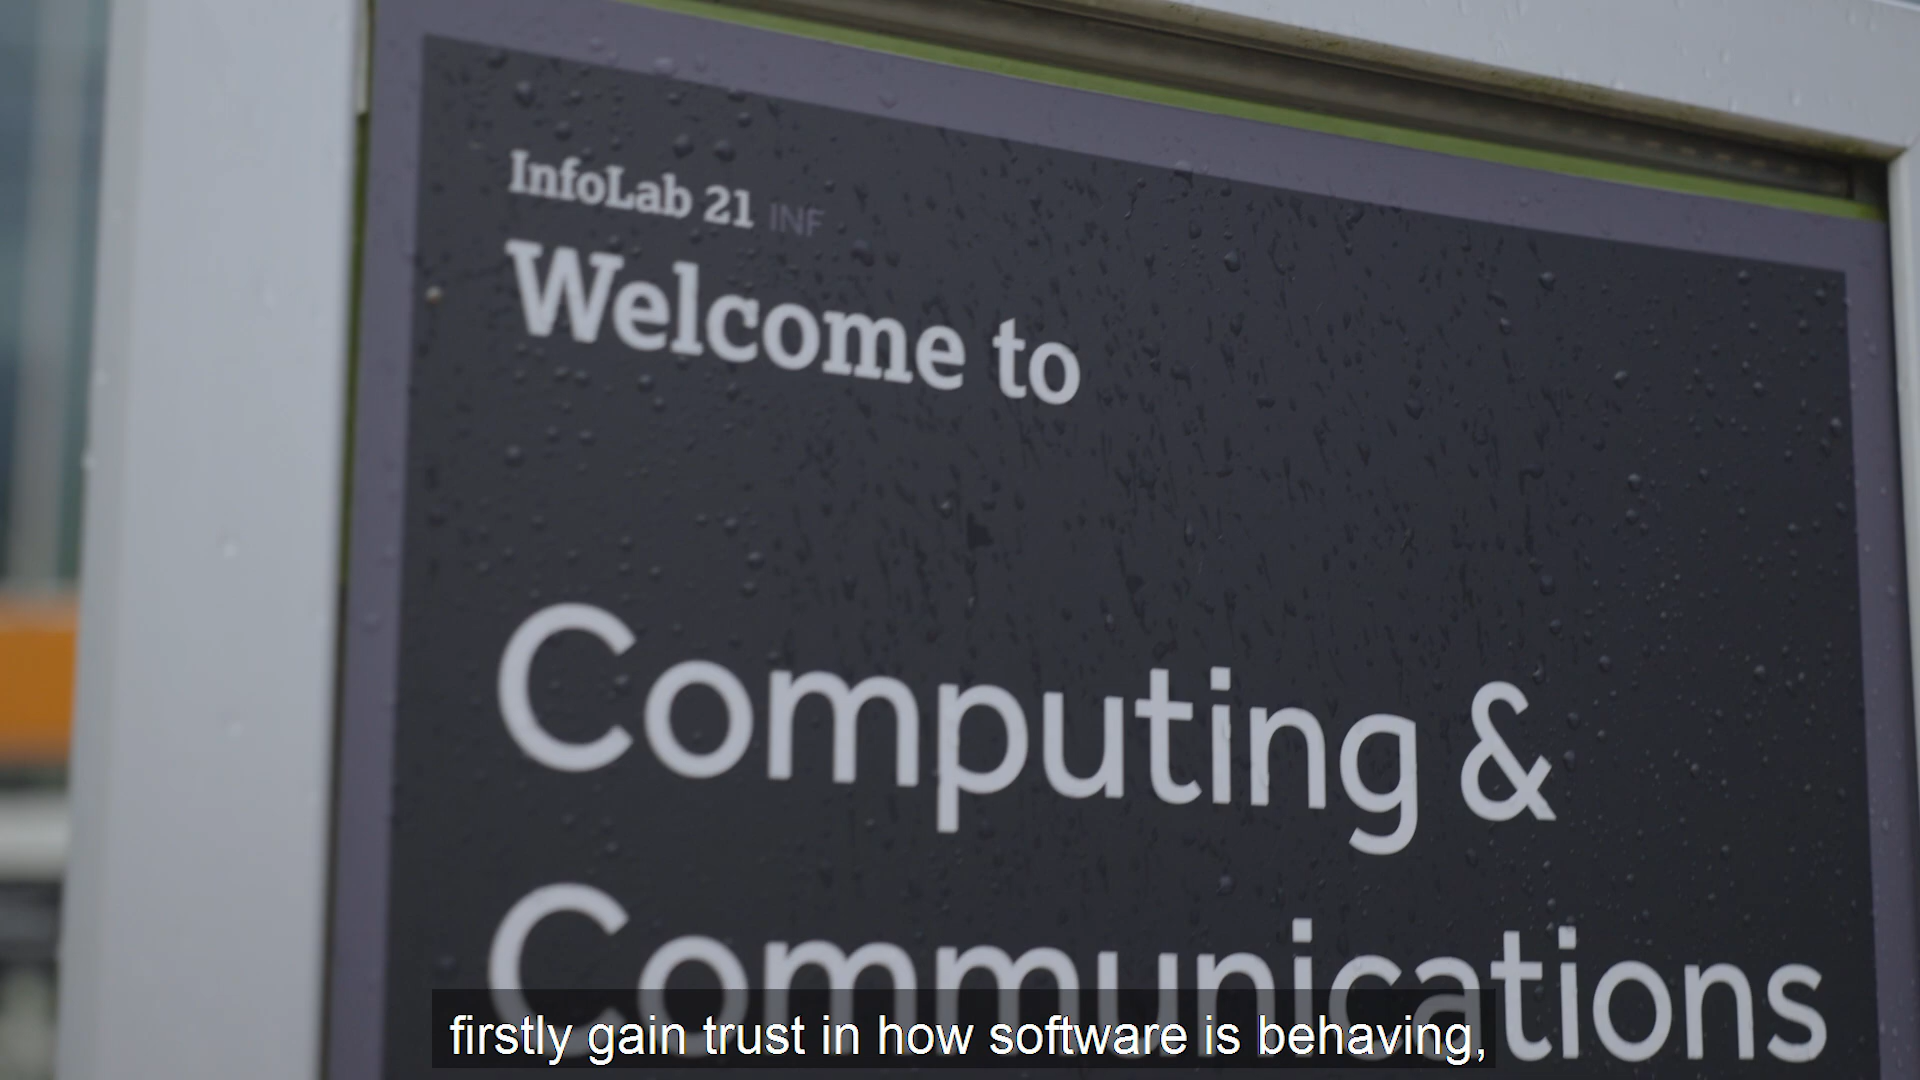 InfoLab 21 INF
Welcome to
Computing &
Communications
firstly gain trust in how software is behaving,